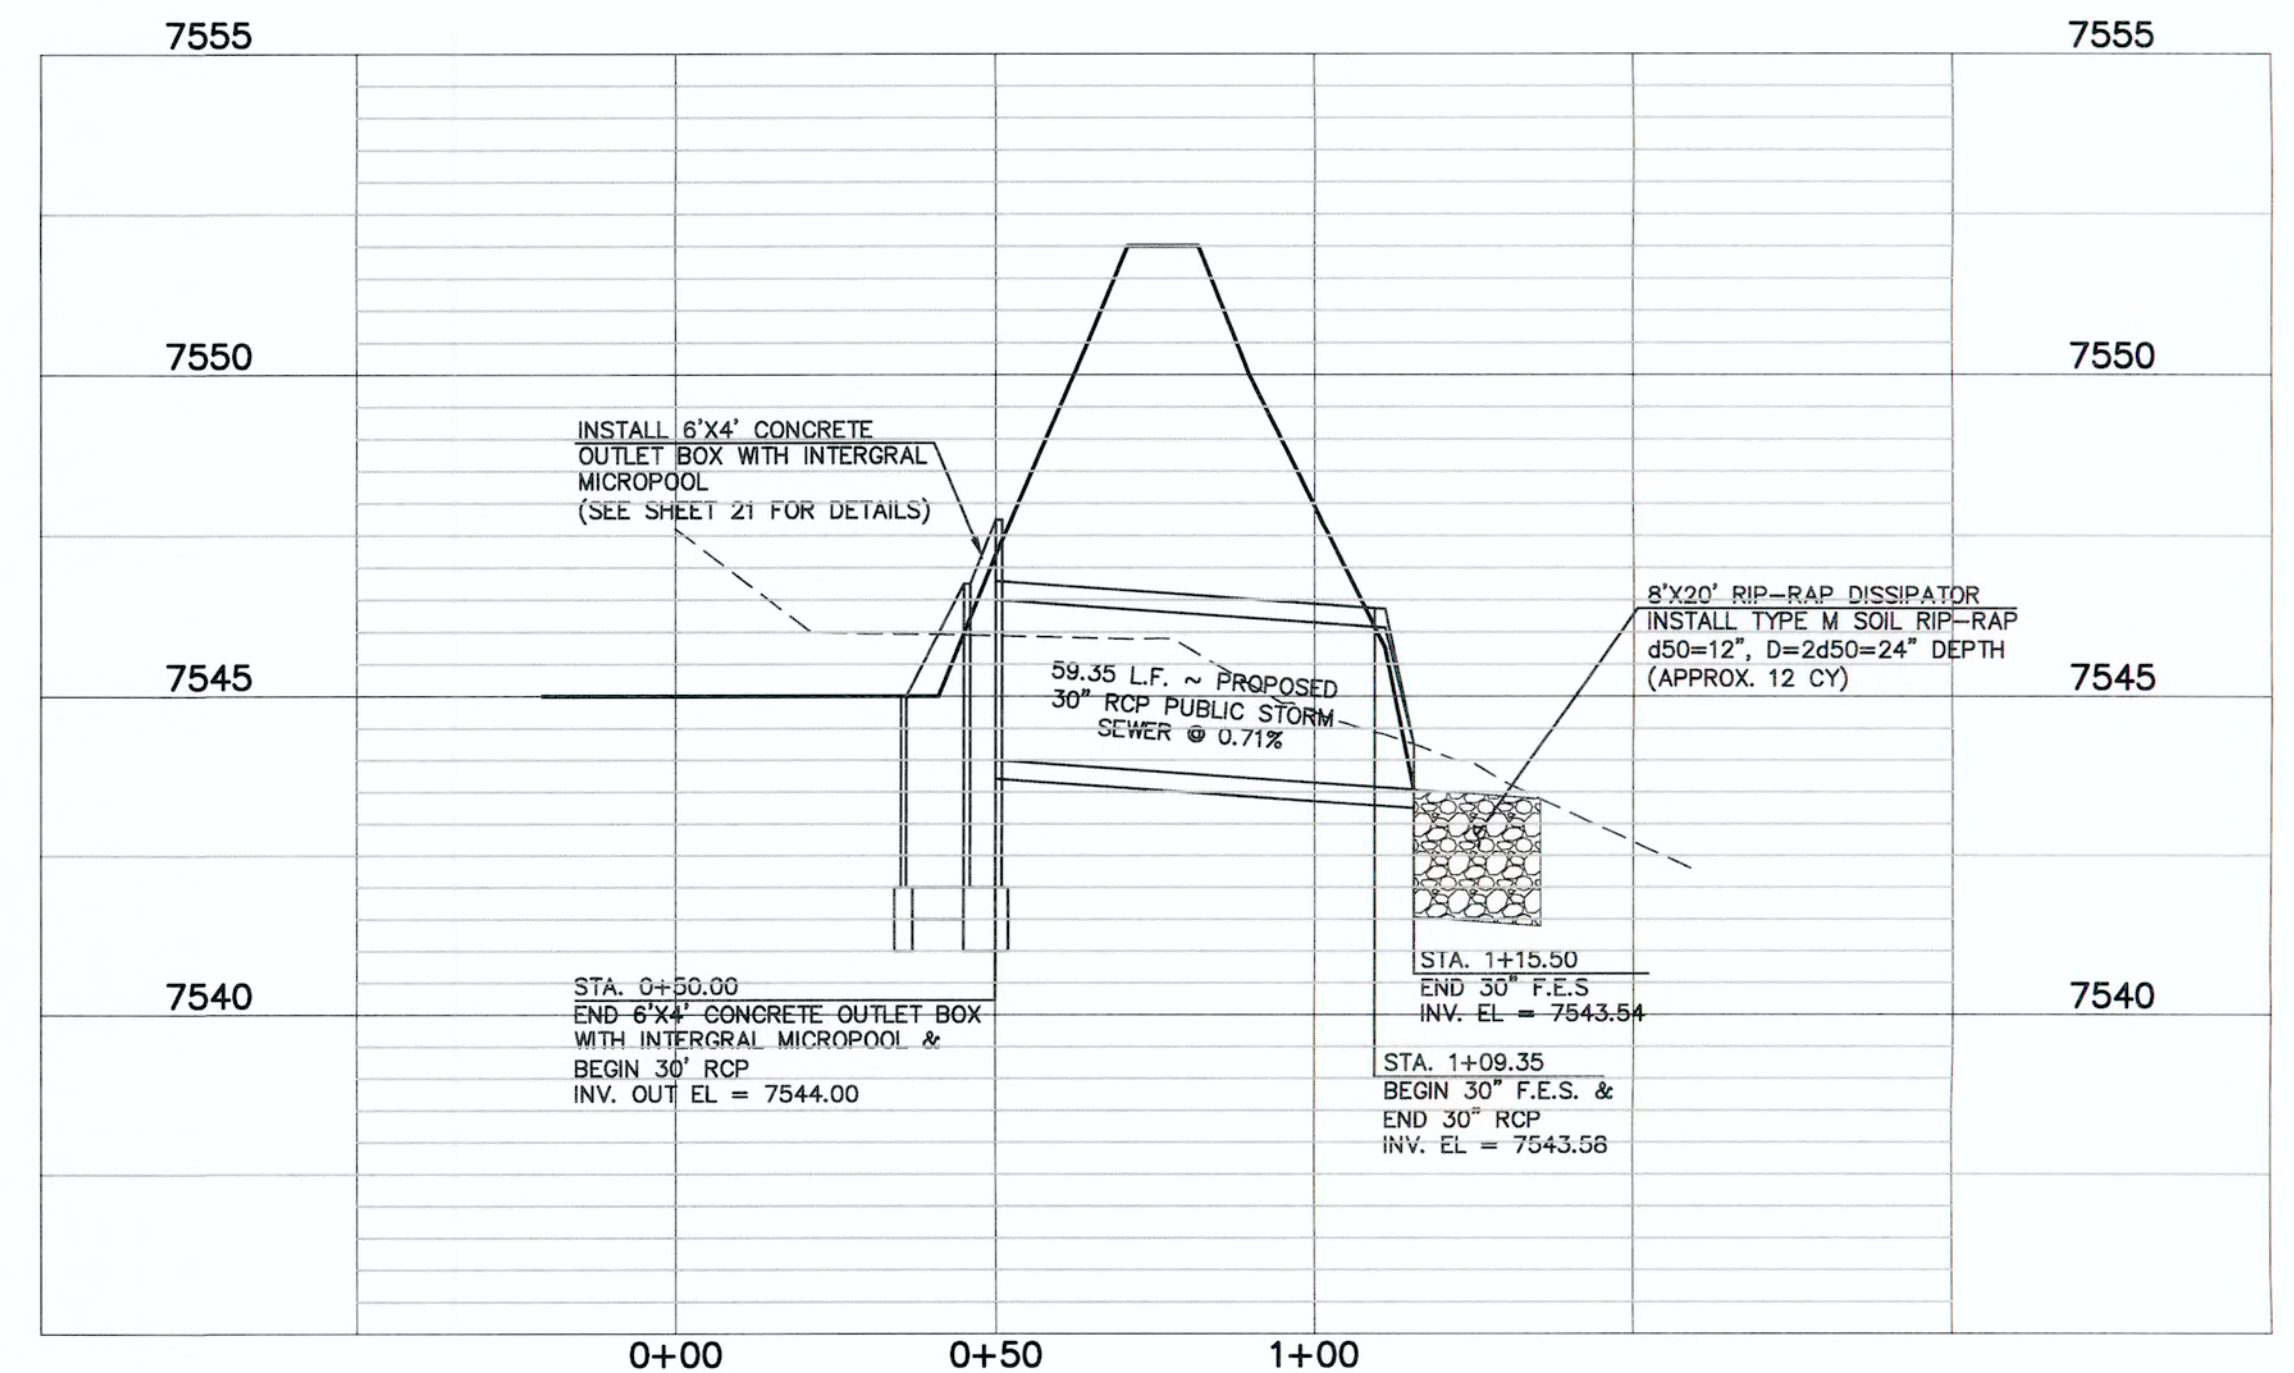 7555 7555
7550 7550
INSTALL 6'X4' CONCRETE
OUTLET BOX WITH INTERGRAL
MICROPOOL
(SEE SHEET 21 FOR DETAILS)
8'X20' RIP-RAP DISSIPATOR
INSTALL TYPE M SOIL RIP-RAP
d50=12", D=2d50=24" DEPTH
(APPROX. 12 CY)
7545 7545
59.35 L.F. ~ PROPOSED
30" RCP PUBLIC STORM
SEWER @ 0.71%
7540 7540
STA. 0+50.00
END 6'X4' CONCRETE OUTLET BOX
WITH INTERGRAL MICROPOOL &
BEGIN 30' RCP
INV. OUT EL = 7544.00
STA. 1+15.50
END 30" F.E.S
INV. EL = 7543.54
STA. 1+09.35
BEGIN 30" F.E.S. &
END 30" RCP
INV. EL = 7543.58
0+00 0+50 1+00